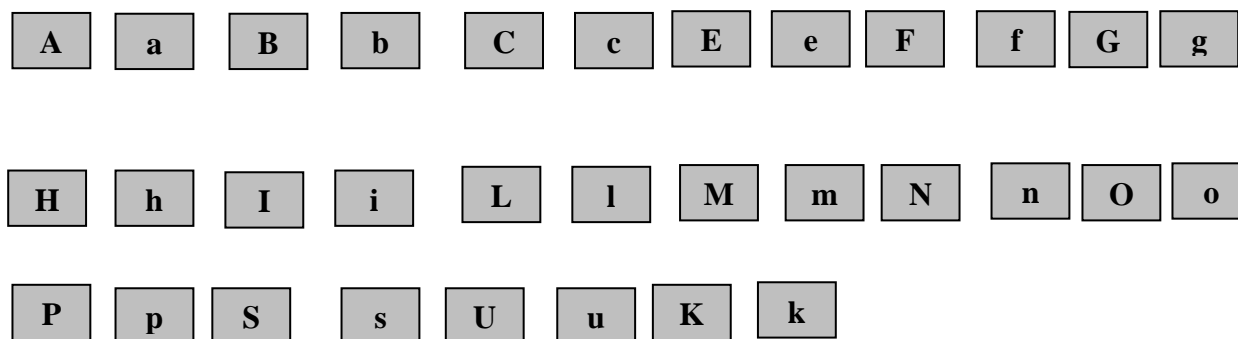 A a B b C c E e F f G g
H h I i L l M m N n O o
P p S s U u K k